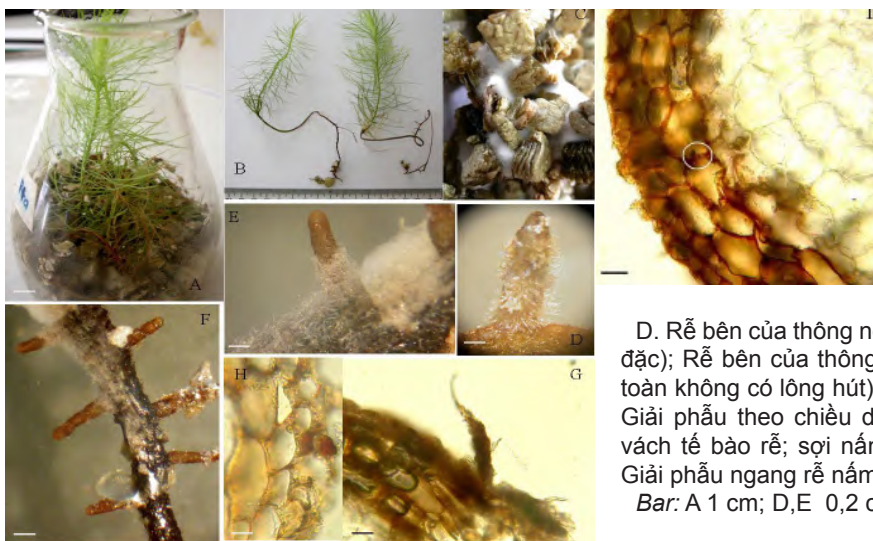 A
B
C
E
D
F
H
G
D. Rễ bên của thông
đặc); Rễ bên của thông
toàn không có lông hút)
Giải phẫu theo chiều
vách tế bào rễ; sợi
Giải phẫu ngang rễ nấm
Bar: A 1 cm; D,E 0,2